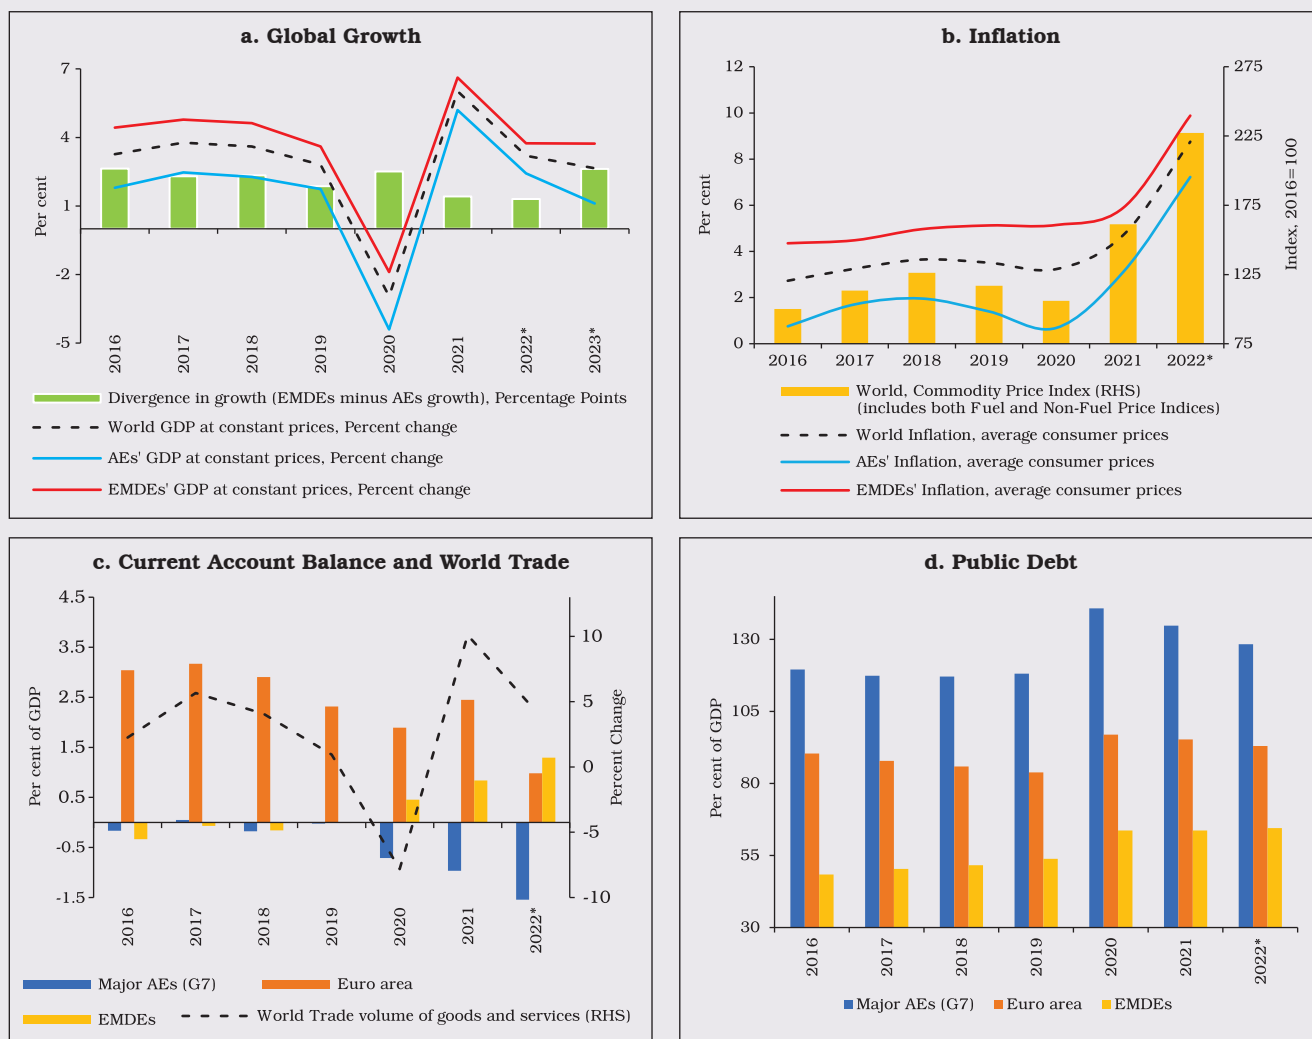 a. Global Growth
7
4
1
-2
-5
Per cent
2016
2017
2018
2019
2020
2021
2022*
2023*
Divergence in growth (EMDEs minus AEs growth), Percentage Points
World GDP at constant prices, Percent change
AEs' GDP at constant prices, Percent change
EMDEs' GDP at constant prices, Percent change
b. Inflation
12
10
8
6
4
2
0
Per cent
275
225
175
125
75
Index, 2016=100
2016
2017
2018
2019
2020
2021
2022*
World, Commodity Price Index (RHS)
(includes both Fuel and Non-Fuel Price Indices)
World Inflation, average consumer prices
AEs' Inflation, average consumer prices
EMDEs' Inflation, average consumer prices
c. Current Account Balance and World Trade
4.5
3.5
2.5
1.5
0.5
-0.5
-1.5
Per cent of GDP
10
5
0
-5
-10
Percent Change
2016
2017
2018
2019
2020
2021
2022*
Major AEs (G7)
Euro area
EMDEs
World Trade volume of goods and services (RHS)
d. Public Debt
130
105
80
55
30
Per cent of GDP
2016
2017
2018
2019
2020
2021
2022*
Major AEs (G7)
Euro area
EMDEs